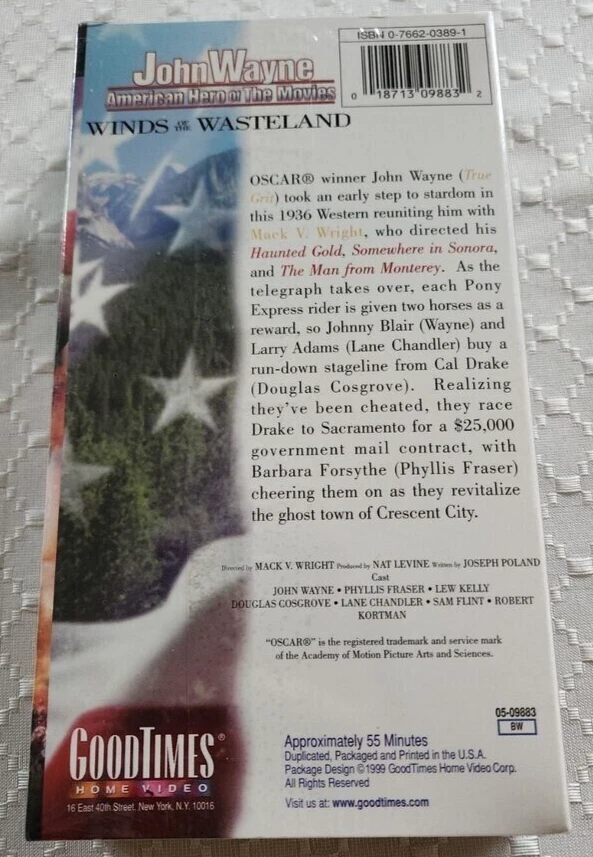 ISBN 0-7662-0389-1
John Wayne
American Hero of The Movies
0 18713 09883 2
WINDS OF THE WASTELAND
OSCAR® winner John Wayne (True
Grit) took an early step to stardom in
this 1936 Western reuniting him with
Mack V. Wright, who directed his
Haunted Gold, Somewhere in Sonora,
and The Man from Monterey. As the
telegraph takes over, each Pony
Express rider is given two horses as a
reward, so Johnny Blair (Wayne) and
Larry Adams (Lane Chandler) buy a
run-down stageline from Cal Drake
(Douglas Cosgrove). Realizing
they've been cheated, they race
Drake to Sacramento for a $25,000
government mail contract, with
Barbara Forsythe (Phyllis Fraser)
cheering them on as they revitalize
the ghost town of Crescent City.
Directed by MACK V. WRIGHT Produced by NAT LEVINE Written by JOSEPH POLAND
Cast
JOHN WAYNE • PHYLLIS FRASER • LEW KELLY
DOUGLAS COSGROVE • LANE CHANDLER • SAM FLINT • ROBERT
KORTMAN
"OSCAR®" is the registered trademark and service mark
of the Academy of Motion Picture Arts and Sciences.
05-09883
BW
GOODTIMES®
HOME VIDEO
16 East 40th Street, New York, N.Y. 10016
Approximately 55 Minutes
Duplicated, Packaged and Printed in the U.S.A.
Package Design ©1999 GoodTimes Home Video Corp.
All Rights Reserved
Visit us at: www.goodtimes.com